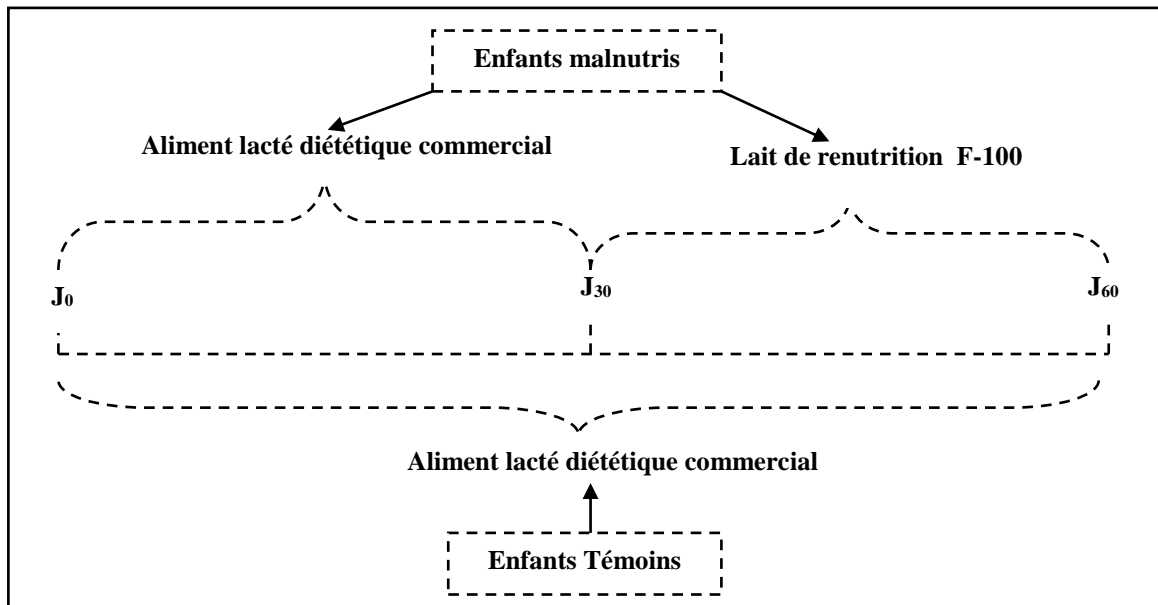 Enfants malnutris
Aliment lacté diététique commercial
Lait de renutrition F-100
J0
J30
J60
Aliment lacté diététique commercial
Enfants Témoins